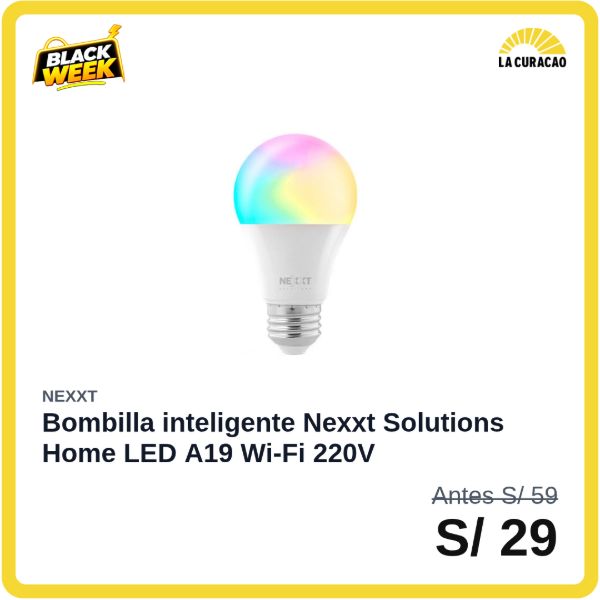 BLACK
WEEK
LA CURACAO
NEXXT
NEXXT
Bombilla inteligente Nexxt Solutions
Home LED A19 Wi-Fi 220V
Antes S/ 59
S/ 29